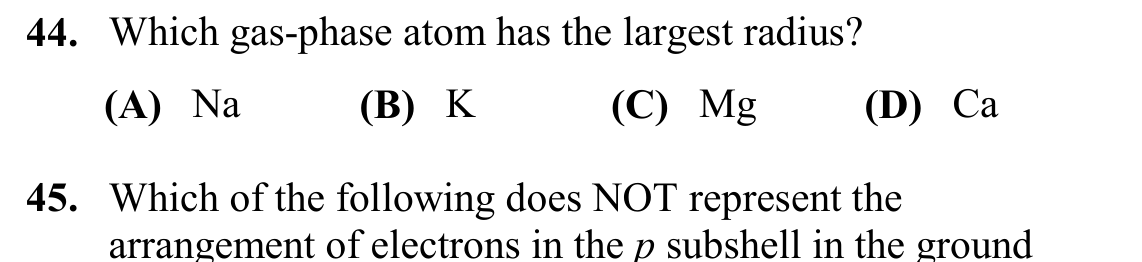 44. Which gas-phase atom has the largest radius?
(A) Na (B) K (C) Mg (D) Ca
45. Which of the following does NOT represent the
arrangement of electrons in the p subshell in the ground